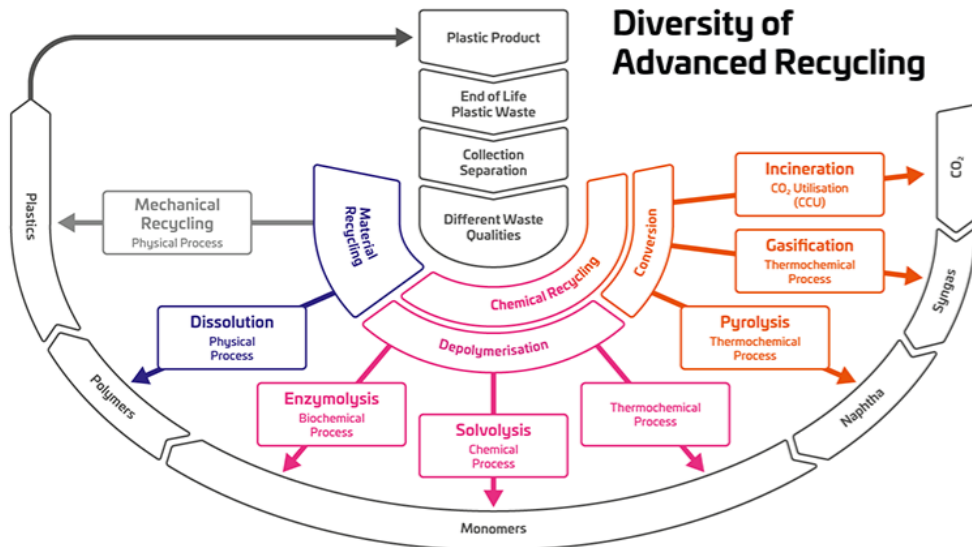 Diversity of
Advanced Recycling
Plastic Product
End of Life
Plastic Waste
Collection
Separation
Different Waste
Qualities
Plastics
Mechanical
Recycling
Physical Process
Material
Recycling
Chemical Recycling
Conversion
Incineration
CO₂ Utilisation
(CCU)
CO₂
Gasification
Thermochemical
Process
Syngas
Dissolution
Physical
Process
Depolymerisation
Pyrolysis
Thermochemical
Process
Polymers
Enzymolysis
Biochemical
Process
Solvolysis
Chemical
Process
Thermochemical
Process
Naphtha
Monomers